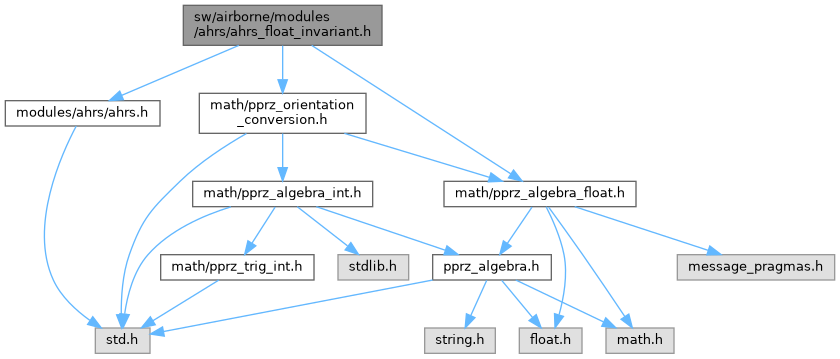 sw/airborne/modules
/ahrs/ahrs_float_invariant.h
modules/ahrs/ahrs.h
math/pprz_orientation
_conversion.h
math/pprz_algebra_int.h
math/pprz_algebra_float.h
math/pprz_trig_int.h
stdlib.h
pprz_algebra.h
message_pragmas.h
std.h
string.h
float.h
math.h